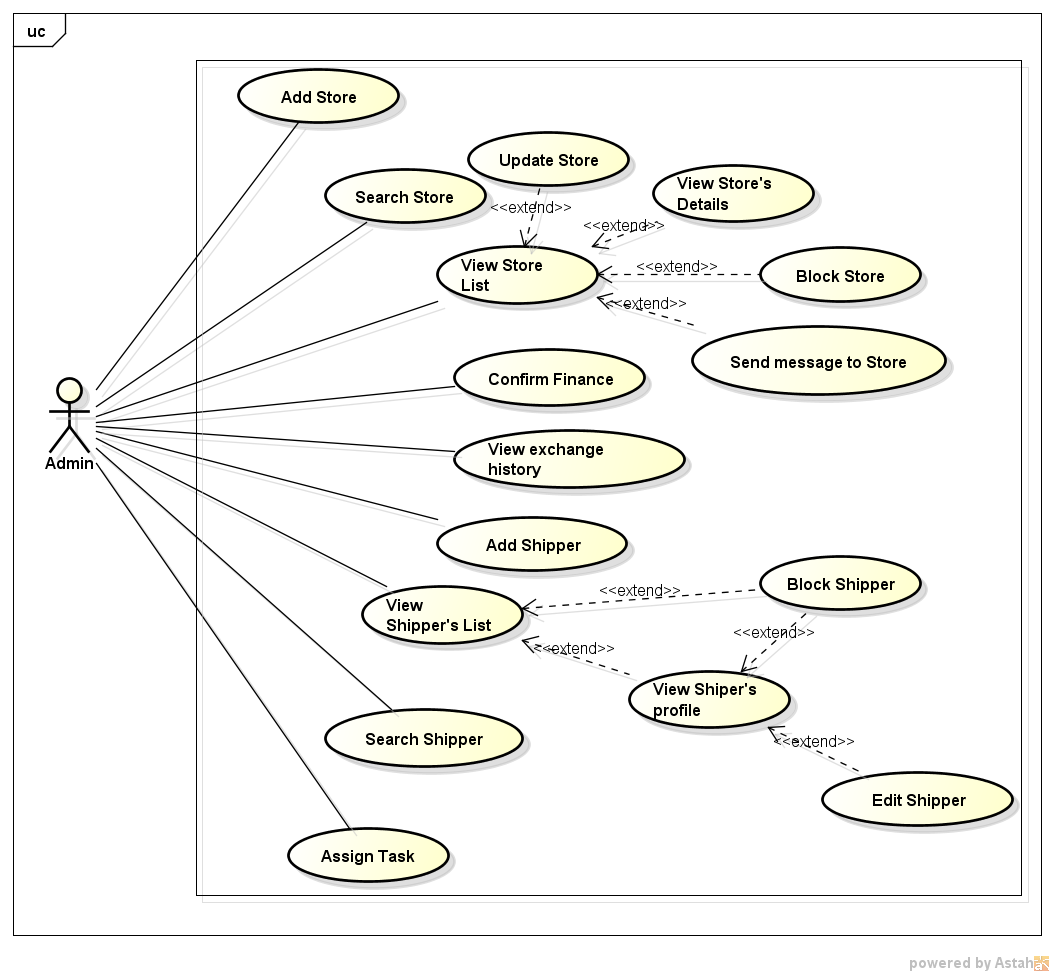 uc
Add Store
Update Store
Search Store
View Store's
Details
<<extend>>
<<extend>>
View Store
List
<<extend>>
Block Store
<<extend>>
Send message to Store
Confirm Finance
Admin
View exchange
history
Add Shipper
Block Shipper
<<extend>>
View
Shipper's List
<<extend>>
<<extend>>
View Shiper's
profile
Search Shipper
<<extend>>
Edit Shipper
Assign Task
powered by Astah